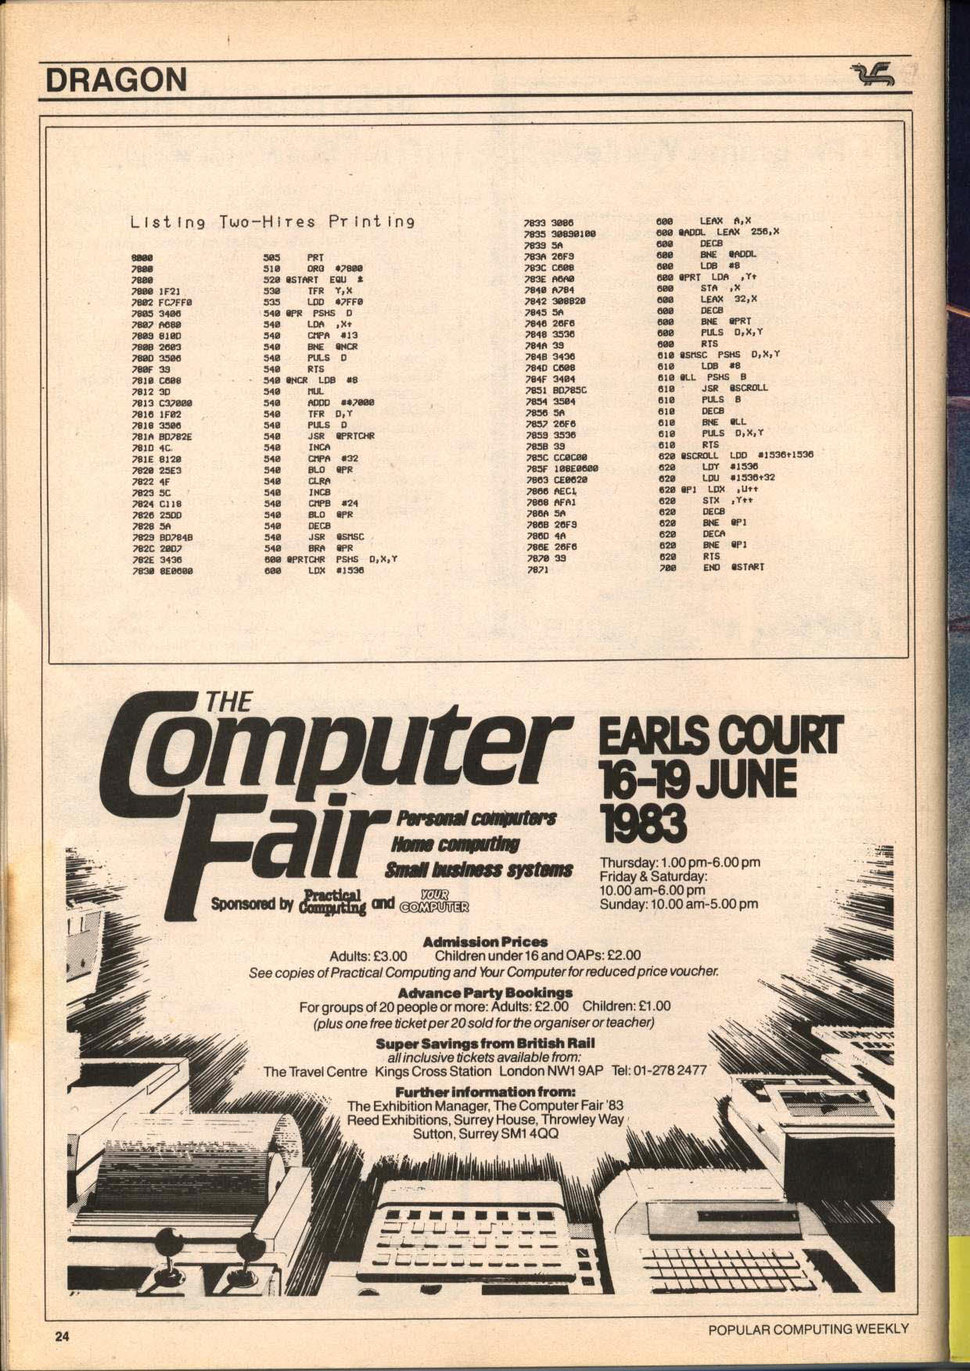 DRAGON
Listing Two-Hires Printing
8000 505 PRT
7800 510 ORG #7800
7800 520 @START EQU *
7800 1F21 530 TFR Y,X
7802 FC7FF0 535 LDD #7FF0
7805 3406 540 @PR PSHS D
7807 A680 540 LDA ,X+
7809 810D 540 CMPA #13
780B 2603 540 BNE @NCR
780D 3506 540 PULS D
780F 39 540 RTS
7810 C608 540 @NCR LDB #8
7812 3D 540 MUL
7813 C37000 540 ADDD ##7000
7816 1F02 540 TFR D,Y
7818 3506 540 PULS D
781A BD782E 540 JSR @PRTCHR
781D 4C 540 INCA
781E 8120 540 CMPA #32
7820 25E3 540 BLO @PR
7822 4F 540 CLRA
7823 5C 540 INCB
7824 C118 540 CMPB #24
7826 25DD 540 BLO @PR
7828 5A 540 DECB
7829 BD784B 540 JSR @SMSC
782C 20D7 540 BRA @PR
782E 3436 600 @PRTCHR PSHS D,X,Y
7830 8E0600 600 LDX #1536
7833 3086 600 LEAX A,X
7835 30890100 600 @ADDL LEAX 256,X
7839 5A 600 DECB
783A 26F9 600 BNE @ADDL
783C C608 600 LDB #8
783E A6A0 600 @PRT LDA ,Y+
7840 A784 600 STA ,X
7842 308820 600 LEAX 32,X
7845 5A 600 DECB
7846 26F6 600 BNE @PRT
7848 3536 600 PULS D,X,Y
784A 39 600 RTS
784B 3436 610 @SMSC PSHS D,X,Y
784D C608 610 LDB #8
784F 3404 610 @LL PSHS B
7851 BD785C 610 JSR @SCROLL
7854 3504 610 PULS B
7856 5A 610 DECB
7857 26F6 610 BNE @LL
7859 3536 610 PULS D,X,Y
785B 39 610 RTS
785C CC0C00 620 @SCROLL LDD #1536+1536
785F 108E0600 620 LDY #1536
7863 CE0620 620 LDU #1536+32
7866 AEC1 620 @P1 LDX ,U++
7868 AFA1 620 STX ,Y++
786A 5A 620 DECB
786B 26F9 620 BNE @P1
786D 4A 620 DECA
786E 26F6 620 BNE @P1
7870 39 620 RTS
7871 700 END @START
THE
Computer
Fair
Personal computers
Home computing
Small business systems
Sponsored by Practical Computing and YOUR COMPUTER
EARLS COURT
16-19 JUNE
1983
Thursday: 1.00 pm-6.00 pm
Friday & Saturday:
10.00 am-6.00 pm
Sunday: 10.00 am-5.00 pm
Admission Prices
Adults: £3.00 Children under 16 and OAPs: £2.00
See copies of Practical Computing and Your Computer for reduced price voucher.
Advance Party Bookings
For groups of 20 people or more: Adults: £2.00 Children: £1.00
(plus one free ticket per 20 sold for the organiser or teacher)
Super Savings from British Rail
all inclusive tickets available from:
The Travel Centre Kings Cross Station London NW1 9AP Tel: 01-278 2477
Further information from:
The Exhibition Manager, The Computer Fair '83
Reed Exhibitions, Surrey House, Throwley Way
Sutton, Surrey SM1 4QQ
24
POPULAR COMPUTING WEEKLY